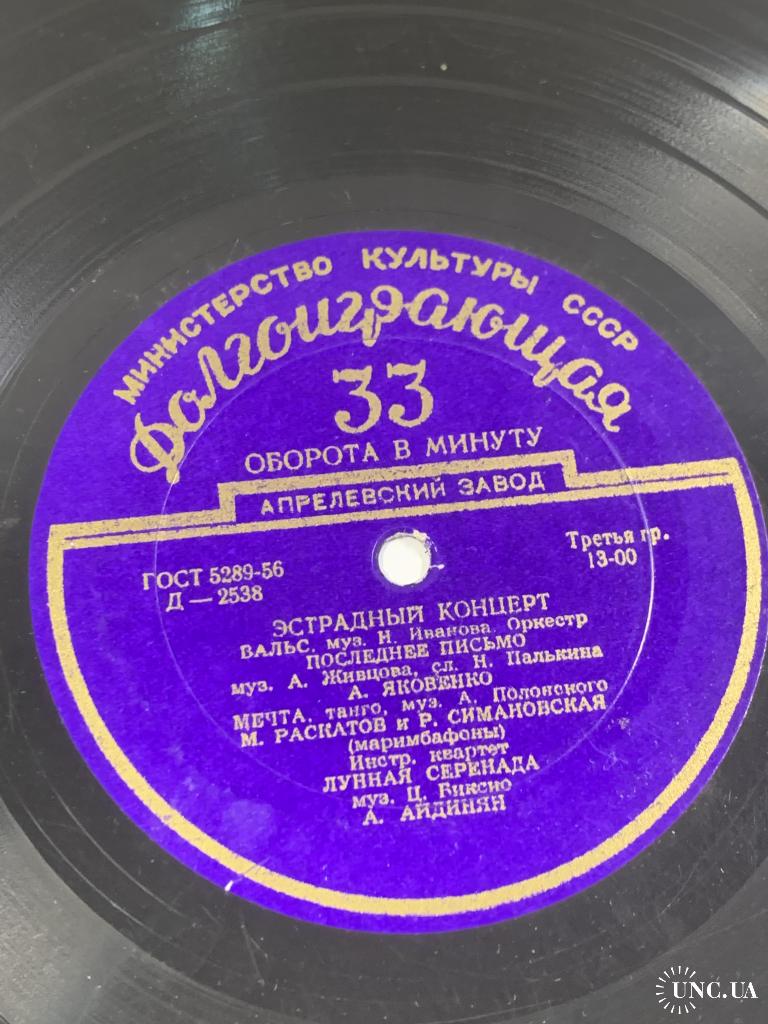 МИНИСТЕРСТВО КУЛЬТУРЫ СССР
Долгоиграющая
33
ОБОРОТА В МИНУТУ
АПРЕЛЕВСКИЙ ЗАВОД
ГОСТ 5289-56
Д — 2538
Третья гр.
13-00
ЭСТРАДНЫЙ КОНЦЕРТ
ВАЛЬС, муз. Н. Иванова. Оркестр
ПОСЛЕДНЕЕ ПИСЬМО
муз. А. Живцова, сл. Н. Палькина
А. ЯКОВЕНКО
МЕЧТА, танго, муз. А. Полонского
М. РАСКАТОВ и Р. СИМАНОВСКАЯ
(маримбафоны)
Инстр. квартет
ЛУННАЯ СЕРЕНАДА
муз. Ц. Биксио
А. АЙДИНЯН
UNC.UA